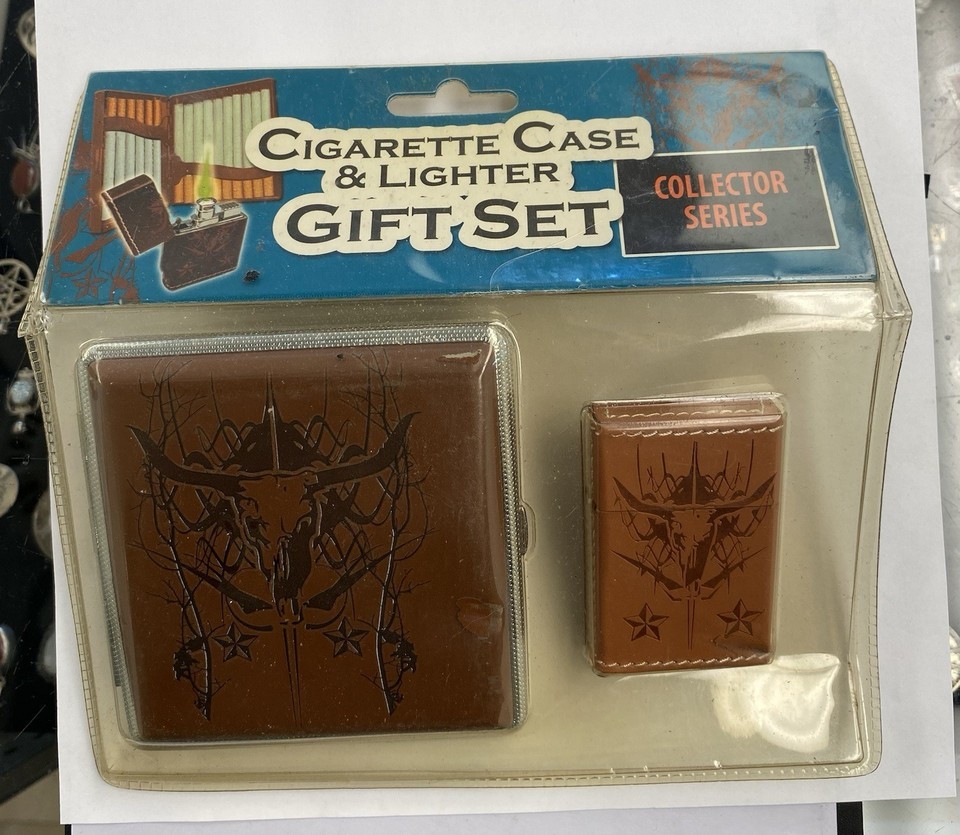 CIGARETTE CASE
& LIGHTER
GIFT SET
COLLECTOR
SERIES